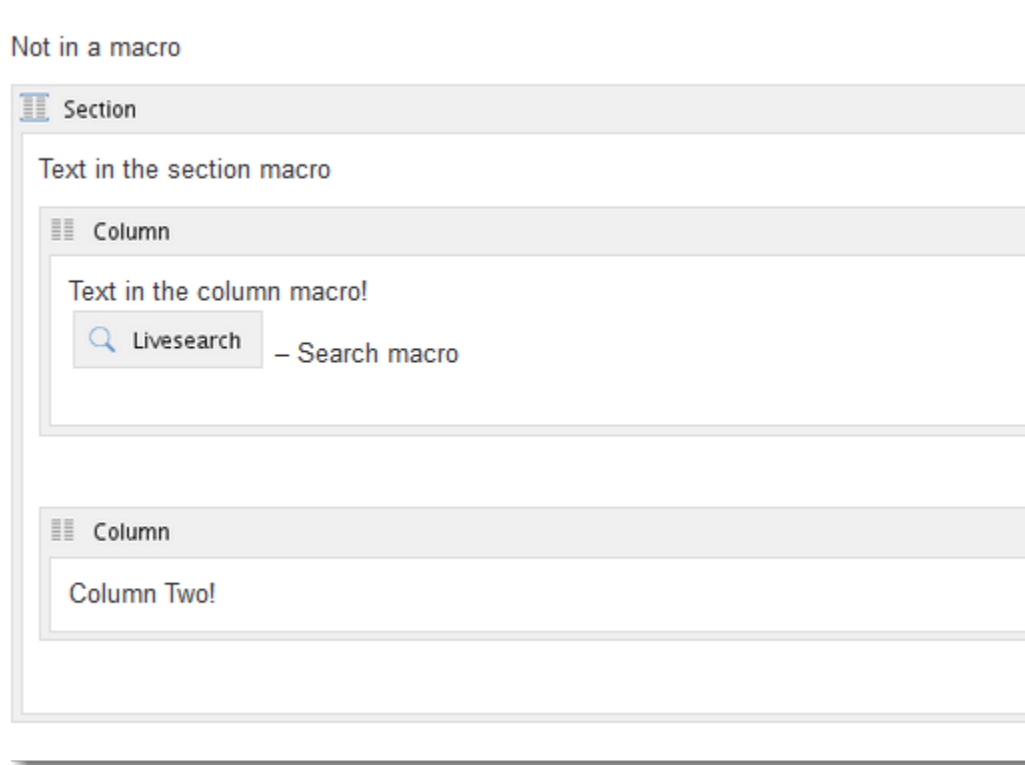 Not in a macro
Section
Text in the section macro
Column
Text in the column macro!
Livesearch – Search macro
Column
Column Two!